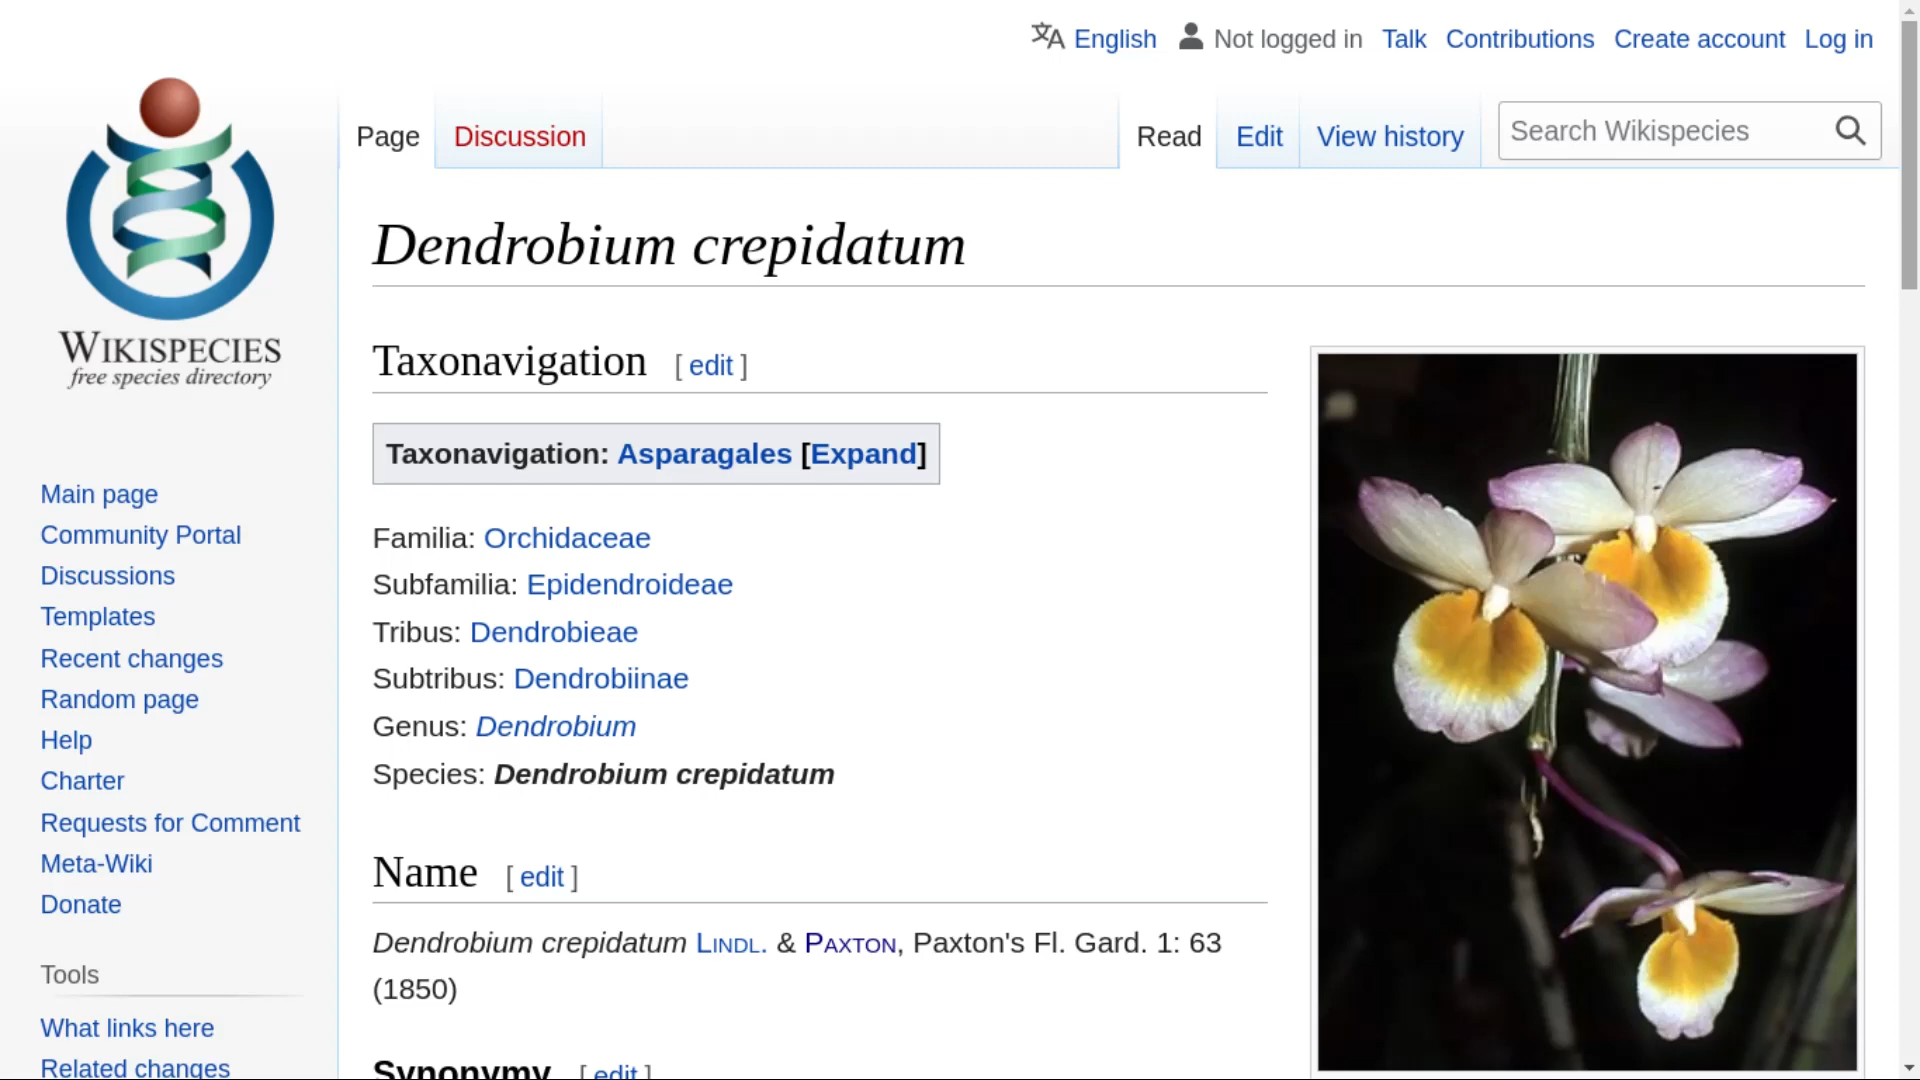 English Not logged in Talk Contributions Create account Log in
Page Discussion Read Edit View history Search Wikispecies
WIKISPECIES
free species directory
Main page
Community Portal
Discussions
Templates
Recent changes
Random page
Help
Charter
Requests for Comment
Meta-Wiki
Donate
Tools
What links here
Related changes
Dendrobium crepidatum
Taxonavigation [ edit ]
Taxonavigation: Asparagales [Expand]
Familia: Orchidaceae
Subfamilia: Epidendroideae
Tribus: Dendrobieae
Subtribus: Dendrobiinae
Genus: Dendrobium
Species: Dendrobium crepidatum
Name [ edit ]
Dendrobium crepidatum LINDL. & PAXTON, Paxton's Fl. Gard. 1: 63
(1850)
Synonymy [ edit ]